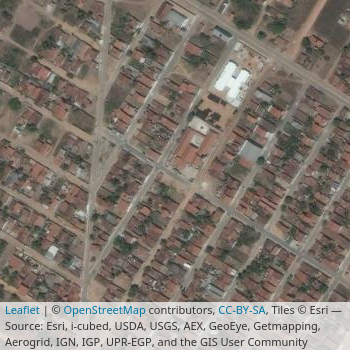 Leaflet | © OpenStreetMap contributors, CC-BY-SA, Tiles © Esri —
Source: Esri, i-cubed, USDA, USGS, AEX, GeoEye, Getmapping,
Aerogrid, IGN, IGP, UPR-EGP, and the GIS User Community